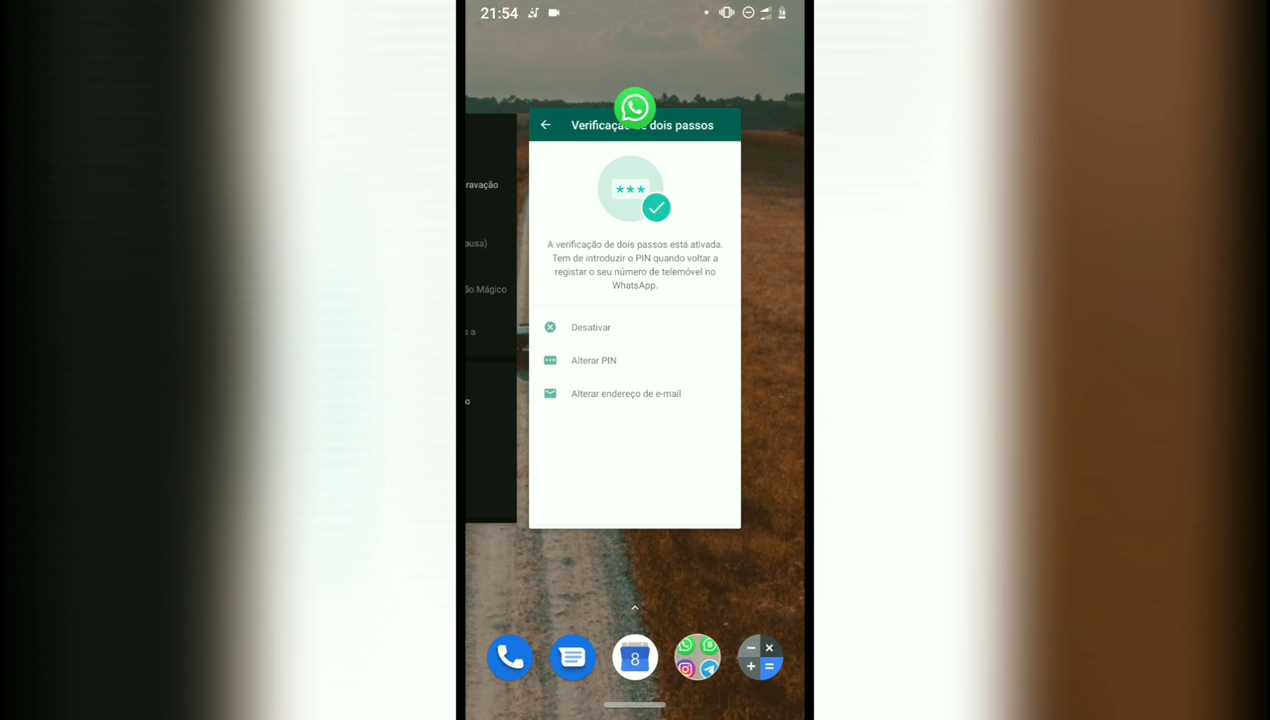 21:54
Verificação de dois passos
***
A verificação de dois passos está ativada.
Tem de introduzir o PIN quando voltar a
registar o seu número de telemóvel no
WhatsApp.
Desativar
Alterar PIN
Alterar endereço de e-mail
ravação
ausa)
ão Mágico
s a
o
8